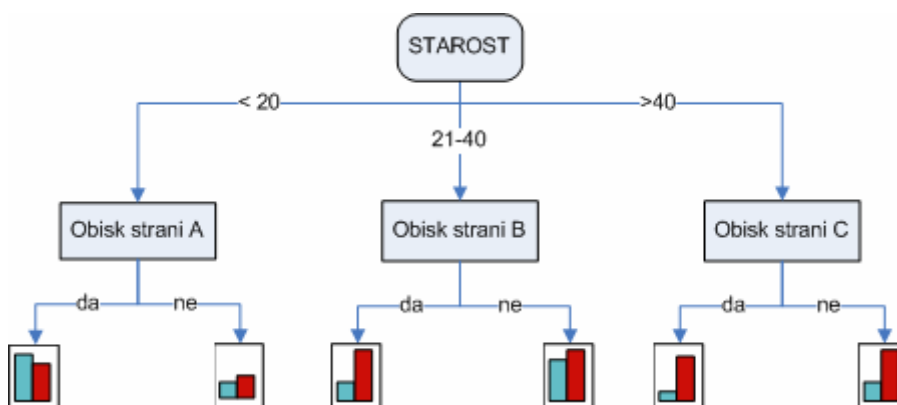 STAROST
< 20
>40
21-40
Obisk strani A
Obisk strani B
Obisk strani C
da
ne
da
ne
da
ne